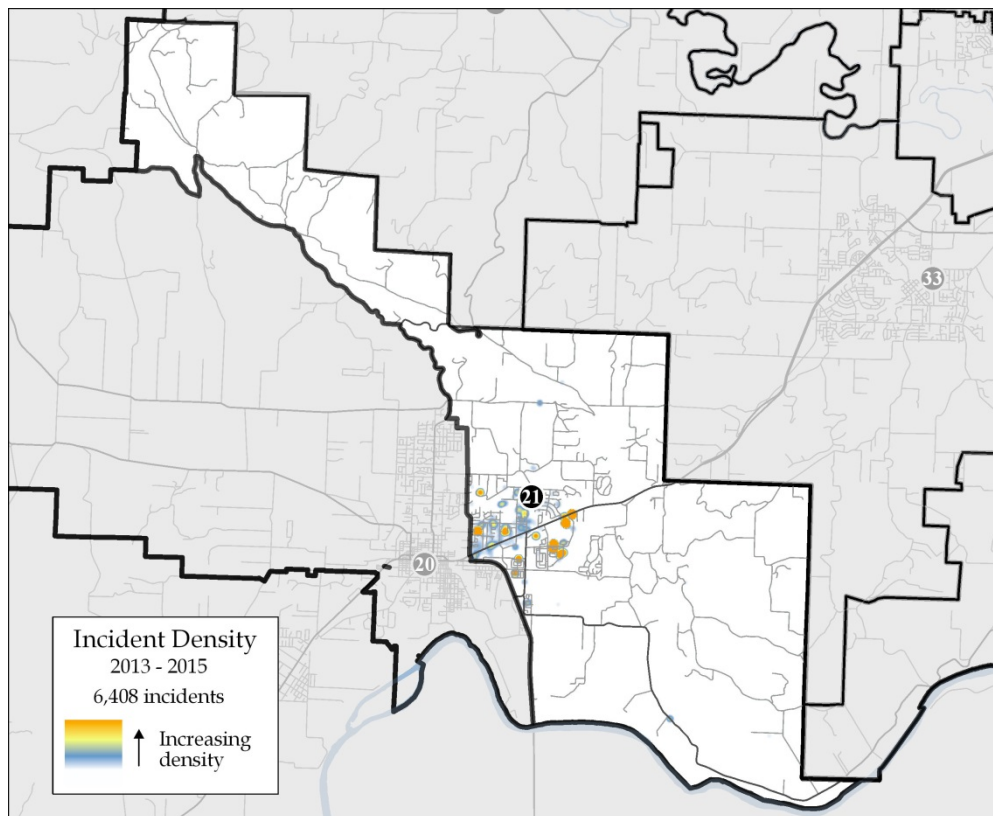 33
21
20
Incident Density
2013 - 2015
6,408 incidents
Increasing
density